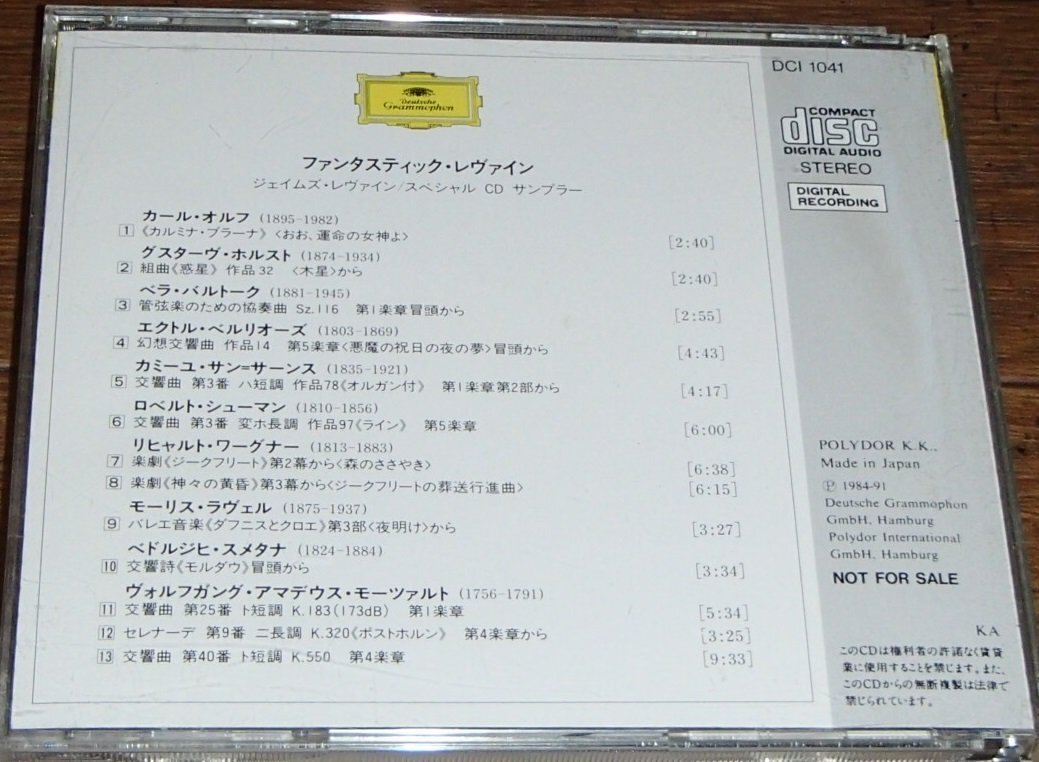 Deutsche
Grammophon
ファンタスティック・レヴァイン
ジェイムズ・レヴァイン/スペシャル CD サンプラー
カール・オルフ (1895-1982)
1 《カルミナ・ブラーナ》〈おお、運命の女神よ〉 [2:40]
グスターヴ・ホルスト (1874-1934)
2 組曲《惑星》 作品32 〈木星〉から [2:40]
ベラ・バルトーク (1881-1945)
3 管弦楽のための協奏曲 Sz.116 第1楽章冒頭から [2:55]
エクトル・ベルリオーズ (1803-1869)
4 幻想交響曲 作品14 第5楽章〈悪魔の祝日の夜の夢〉冒頭から [4:43]
カミーユ・サン=サーンス (1835-1921)
5 交響曲 第3番 ハ短調 作品78《オルガン付》 第1楽章第2部から [4:17]
ロベルト・シューマン (1810-1856)
6 交響曲 第3番 変ホ長調 作品97《ライン》 第5楽章 [6:00]
リヒャルト・ワーグナー (1813-1883)
7 楽劇《ジークフリート》第2幕から〈森のささやき〉 [6:38]
8 楽劇《神々の黄昏》第3幕から〈ジークフリートの葬送行進曲〉 [6:15]
モーリス・ラヴェル (1875-1937)
9 バレエ音楽《ダフニスとクロエ》第3部〈夜明け〉から [3:27]
ベドルジヒ・スメタナ (1824-1884)
10 交響詩《モルダウ》冒頭から [3:34]
ヴォルフガング・アマデウス・モーツァルト (1756-1791)
11 交響曲 第25番 ト短調 K.183(173dB) 第1楽章 [5:34]
12 セレナーデ 第9番 ニ長調 K.320《ポストホルン》 第4楽章から [3:25]
13 交響曲 第40番 ト短調 K.550 第4楽章 [9:33]
DCI 1041
COMPACT
disc
DIGITAL AUDIO
STEREO
DIGITAL
RECORDING
POLYDOR K.K.,
Made in Japan
Ⓟ 1984-91
Deutsche Grammophon
GmbH, Hamburg
Polydor International
GmbH, Hamburg
NOT FOR SALE
KA
このCDは権利者の許諾なく賃貸
業に使用することを禁じます。また、
このCDからの無断複製は法律で
禁じられています。